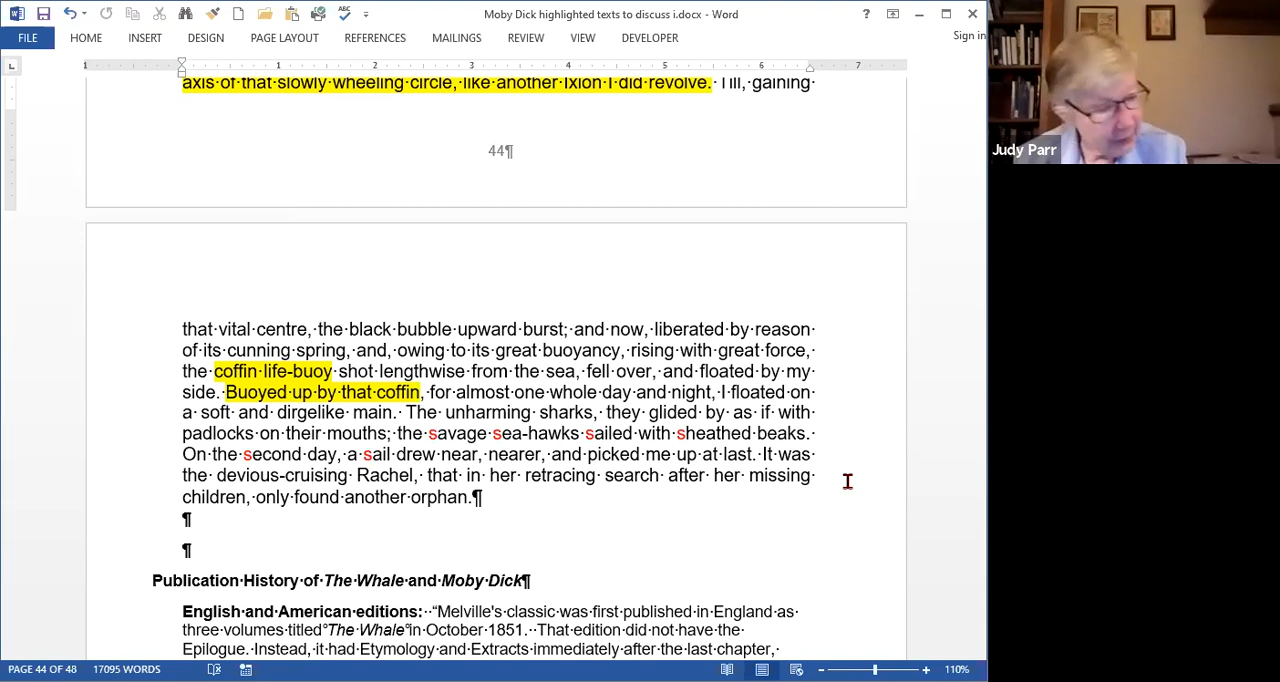 Moby Dick highlighted texts to discuss i.docx - Word
FILE HOME INSERT DESIGN PAGE LAYOUT REFERENCES MAILINGS REVIEW VIEW DEVELOPER Sign in
1 1 2 3 4 5 6 7
axis of that slowly wheeling circle, like another Ixion I did revolve. Till, gaining
44¶
that vital centre, the black bubble upward burst; and now, liberated by reason
of its cunning spring, and, owing to its great buoyancy, rising with great force,
the coffin life-buoy shot lengthwise from the sea, fell over, and floated by my
side. Buoyed up by that coffin, for almost one whole day and night, I floated on
a soft and dirgelike main. The unharming sharks, they glided by as if with
padlocks on their mouths; the savage sea-hawks sailed with sheathed beaks.
On the second day, a sail drew near, nearer, and picked me up at last. It was
the devious-cruising Rachel, that in her retracing search after her missing
children, only found another orphan.¶
¶
¶
Publication History of The Whale and Moby Dick¶
English and American editions: “Melville's classic was first published in England as
three volumes titled The Whale in October 1851. That edition did not have the
Epilogue. Instead, it had Etymology and Extracts immediately after the last chapter,
PAGE 44 OF 48 17095 WORDS 110%
Judy Parr